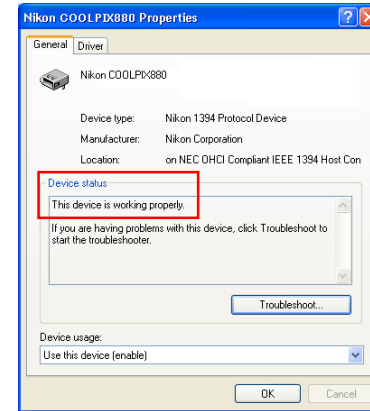 Nikon COOLPIX880 Properties
General
Driver
Nikon COOLPIX880
Device type: Nikon 1394 Protocol Device
Manufacturer: Nikon Corporation
Location: on NEC OHCI Compliant IEEE 1394 Host Con
Device status
This device is working properly.
If you are having problems with this device, click Troubleshoot to
start the troubleshooter.
Troubleshoot...
Device usage:
Use this device (enable)
OK
Cancel